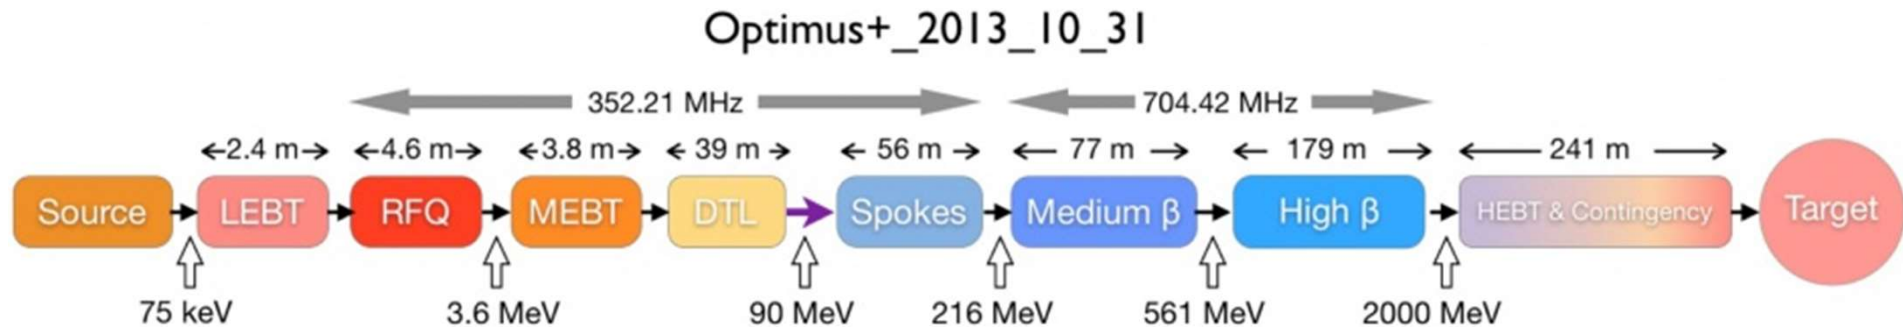 Optimus+_2013_10_31
352.21 MHz 704.42 MHz
2.4 m 4.6 m 3.8 m 39 m 56 m 77 m 179 m 241 m
Source LEBT RFQ MEBT DTL Spokes Medium β High β HEBT & Contingency Target
75 keV 3.6 MeV 90 MeV 216 MeV 561 MeV 2000 MeV